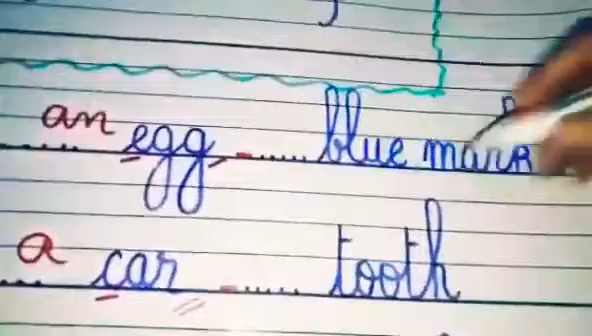 an egg ..... blue mark
a car ..... tooth